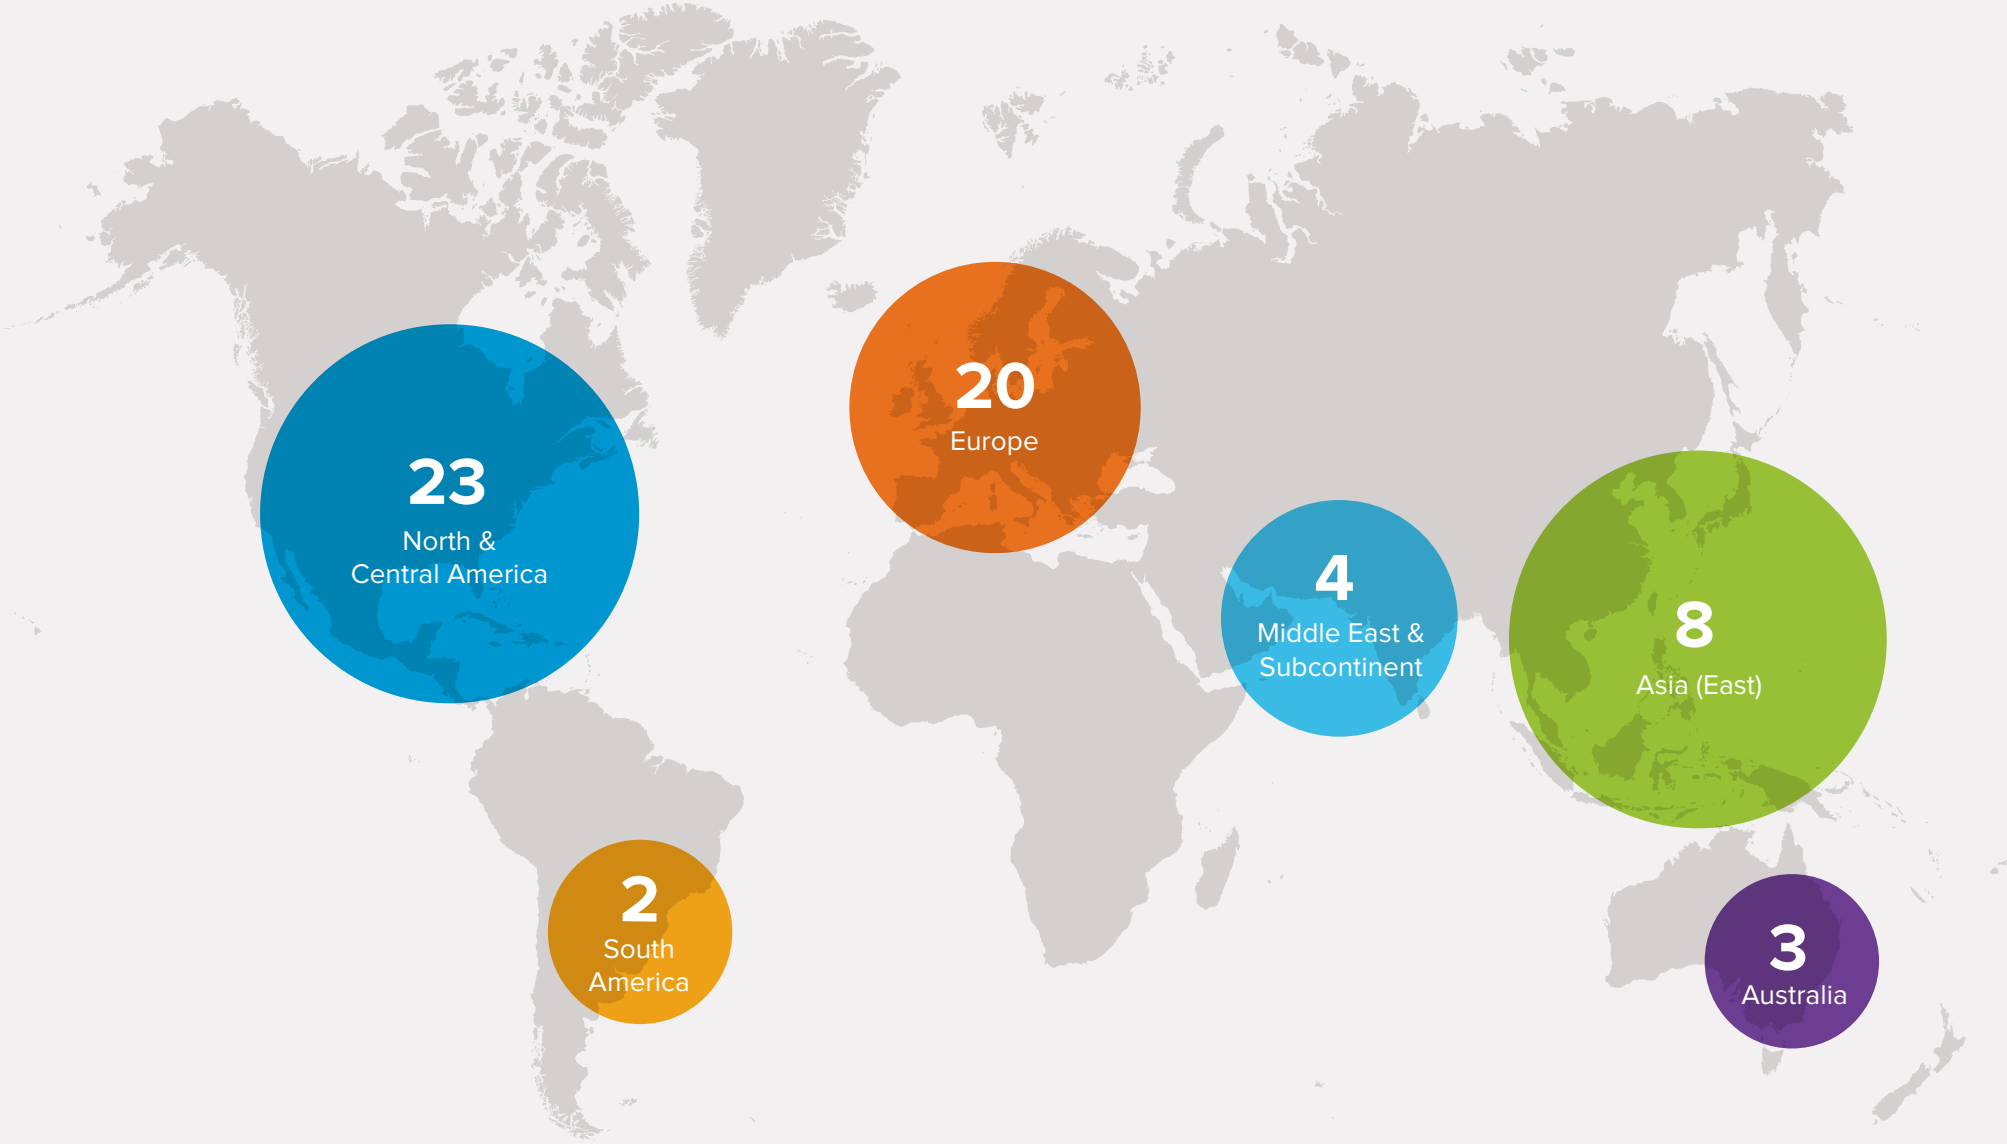 23
North &
Central America
20
Europe
4
Middle East &
Subcontinent
8
Asia (East)
2
South
America
3
Australia